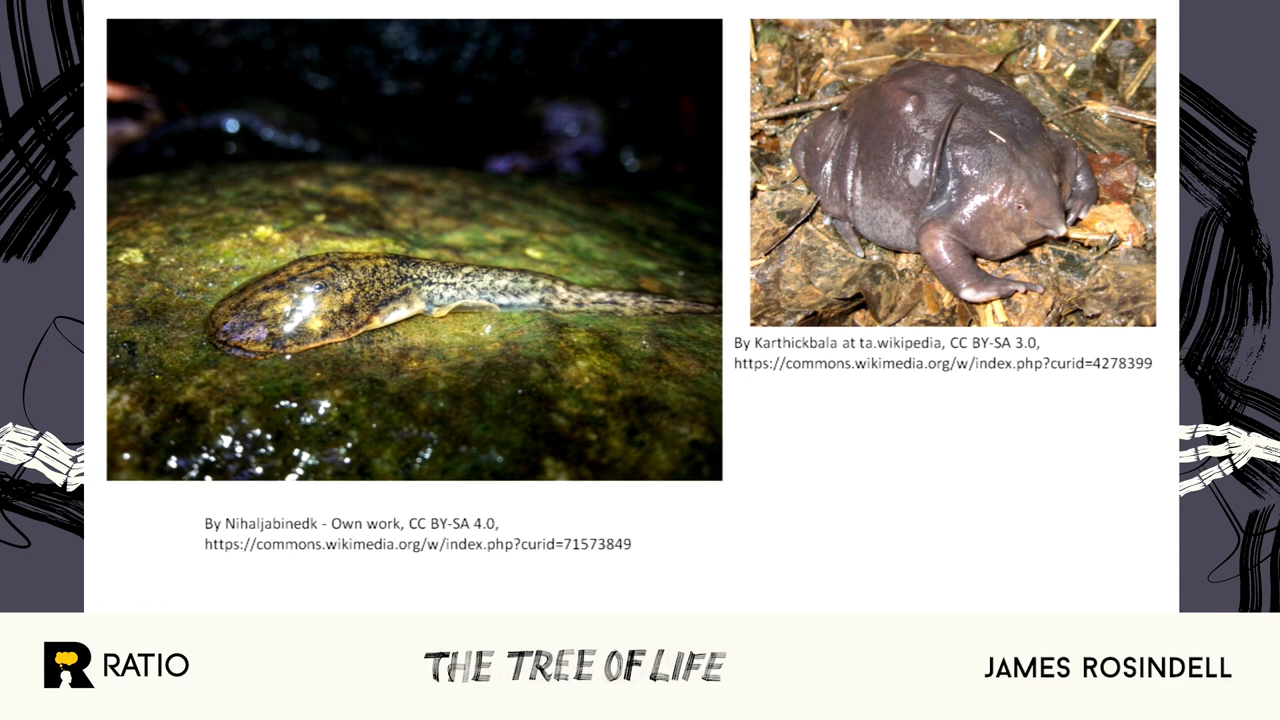 By Karthickbala at ta.wikipedia, CC BY-SA 3.0,
https://commons.wikimedia.org/w/index.php?curid=4278399
By Nihaljabinedk - Own work, CC BY-SA 4.0,
https://commons.wikimedia.org/w/index.php?curid=71573849
R RATIO
THE TREE OF LIFE
JAMES ROSINDELL